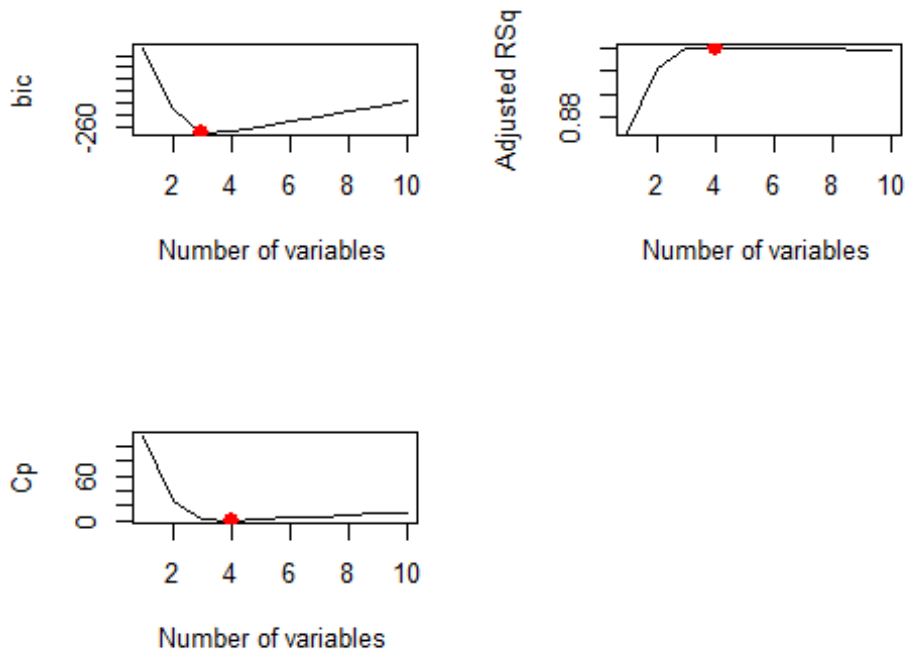 bic
-260
2 4 6 8 10
Number of variables
Adjusted RSq
0.88
2 4 6 8 10
Number of variables
Cp
60
0
2 4 6 8 10
Number of variables